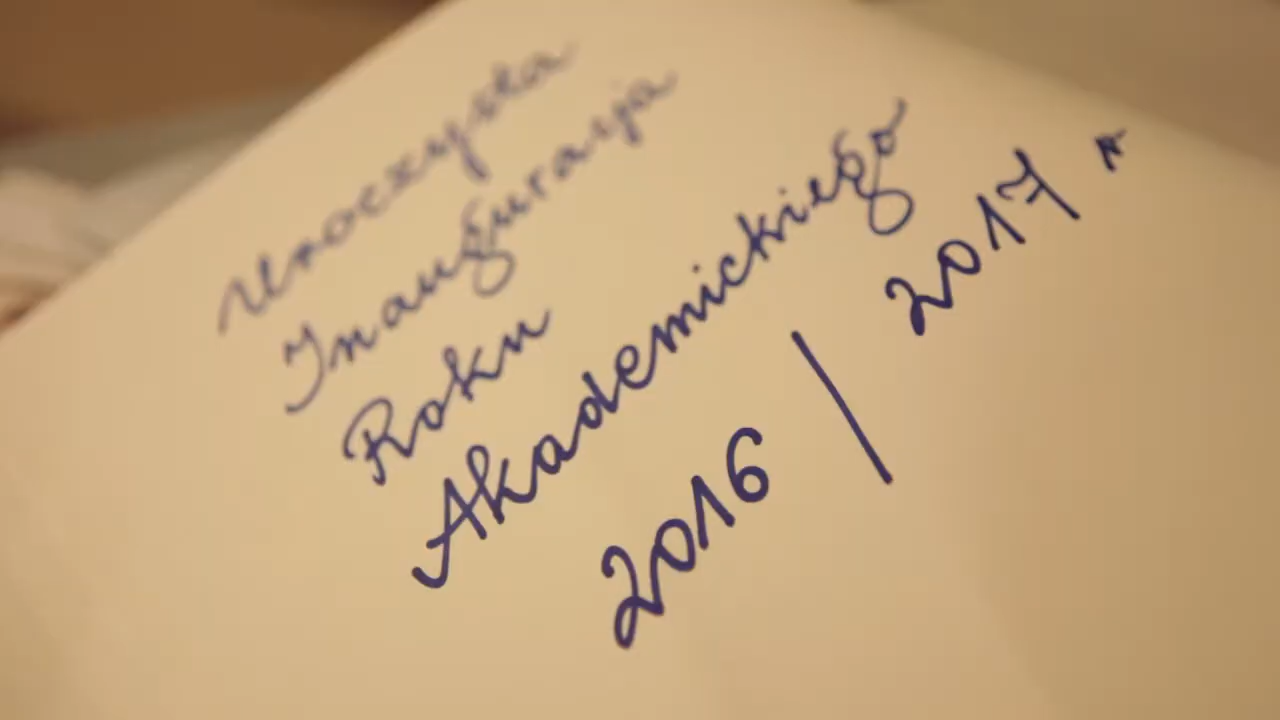 Uroczysta
Inauguracja
Roku
Akademickiego
2016 / 2017 r